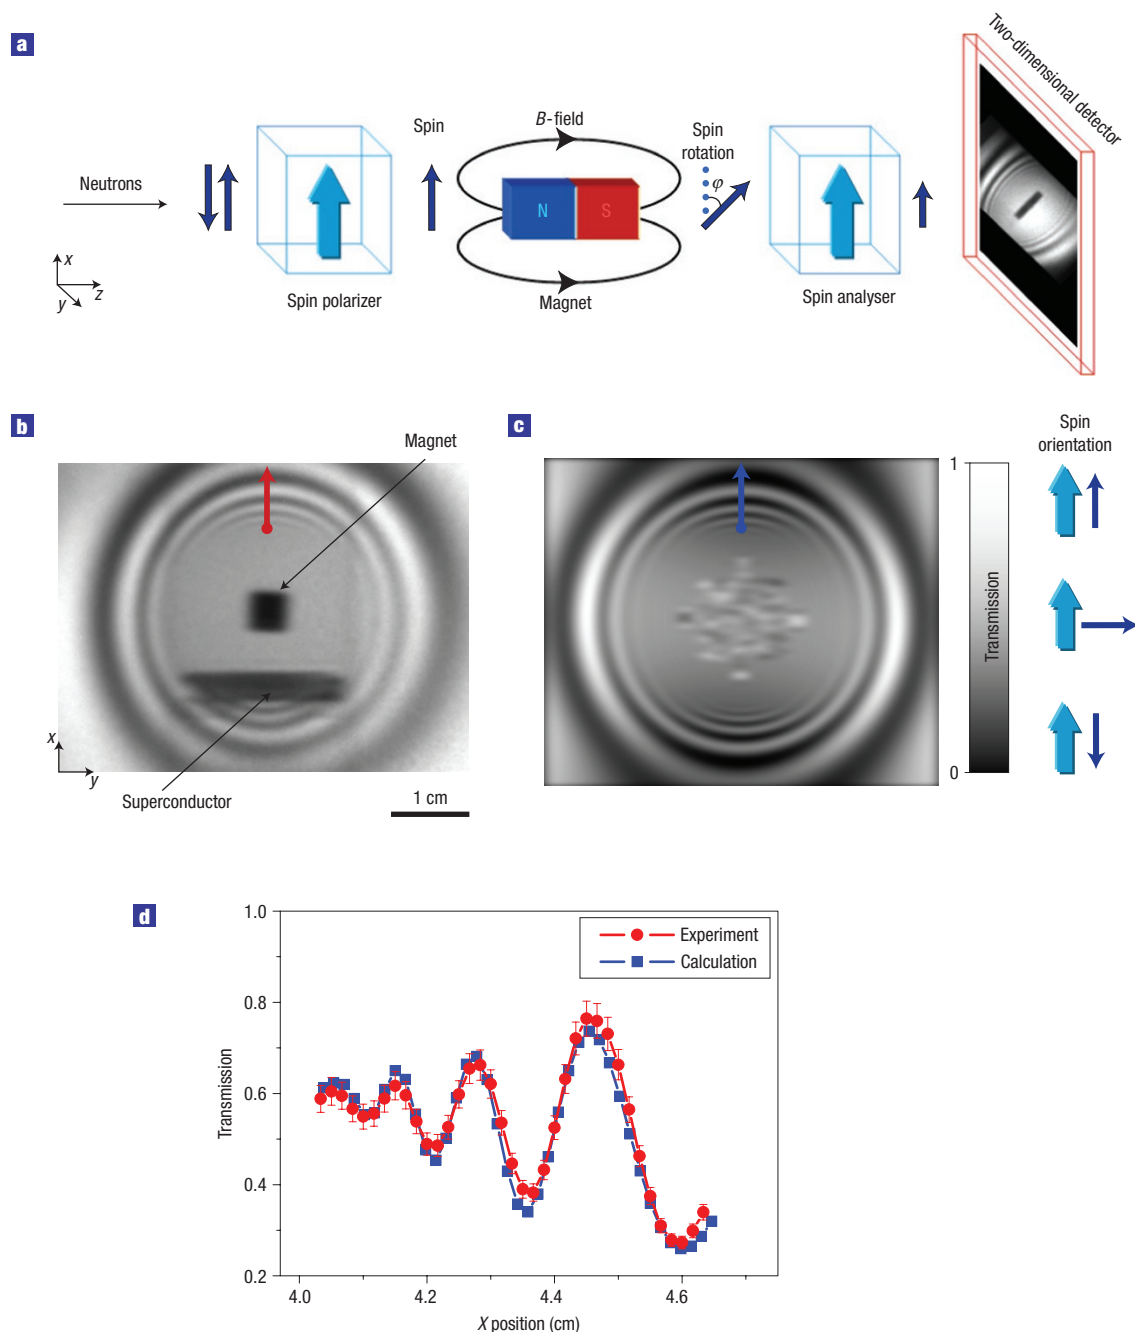 a
Two-dimensional detector
Neutrons
Spin
B-field
Spin
rotation
φ
N
S
x
y
z
Spin polarizer
Magnet
Spin analyser
b
Magnet
x
y
Superconductor
1 cm
c
1
Transmission
0
Spin
orientation
d
1.0
0.8
0.6
0.4
0.2
Transmission
Experiment
Calculation
4.0
4.2
4.4
4.6
X position (cm)